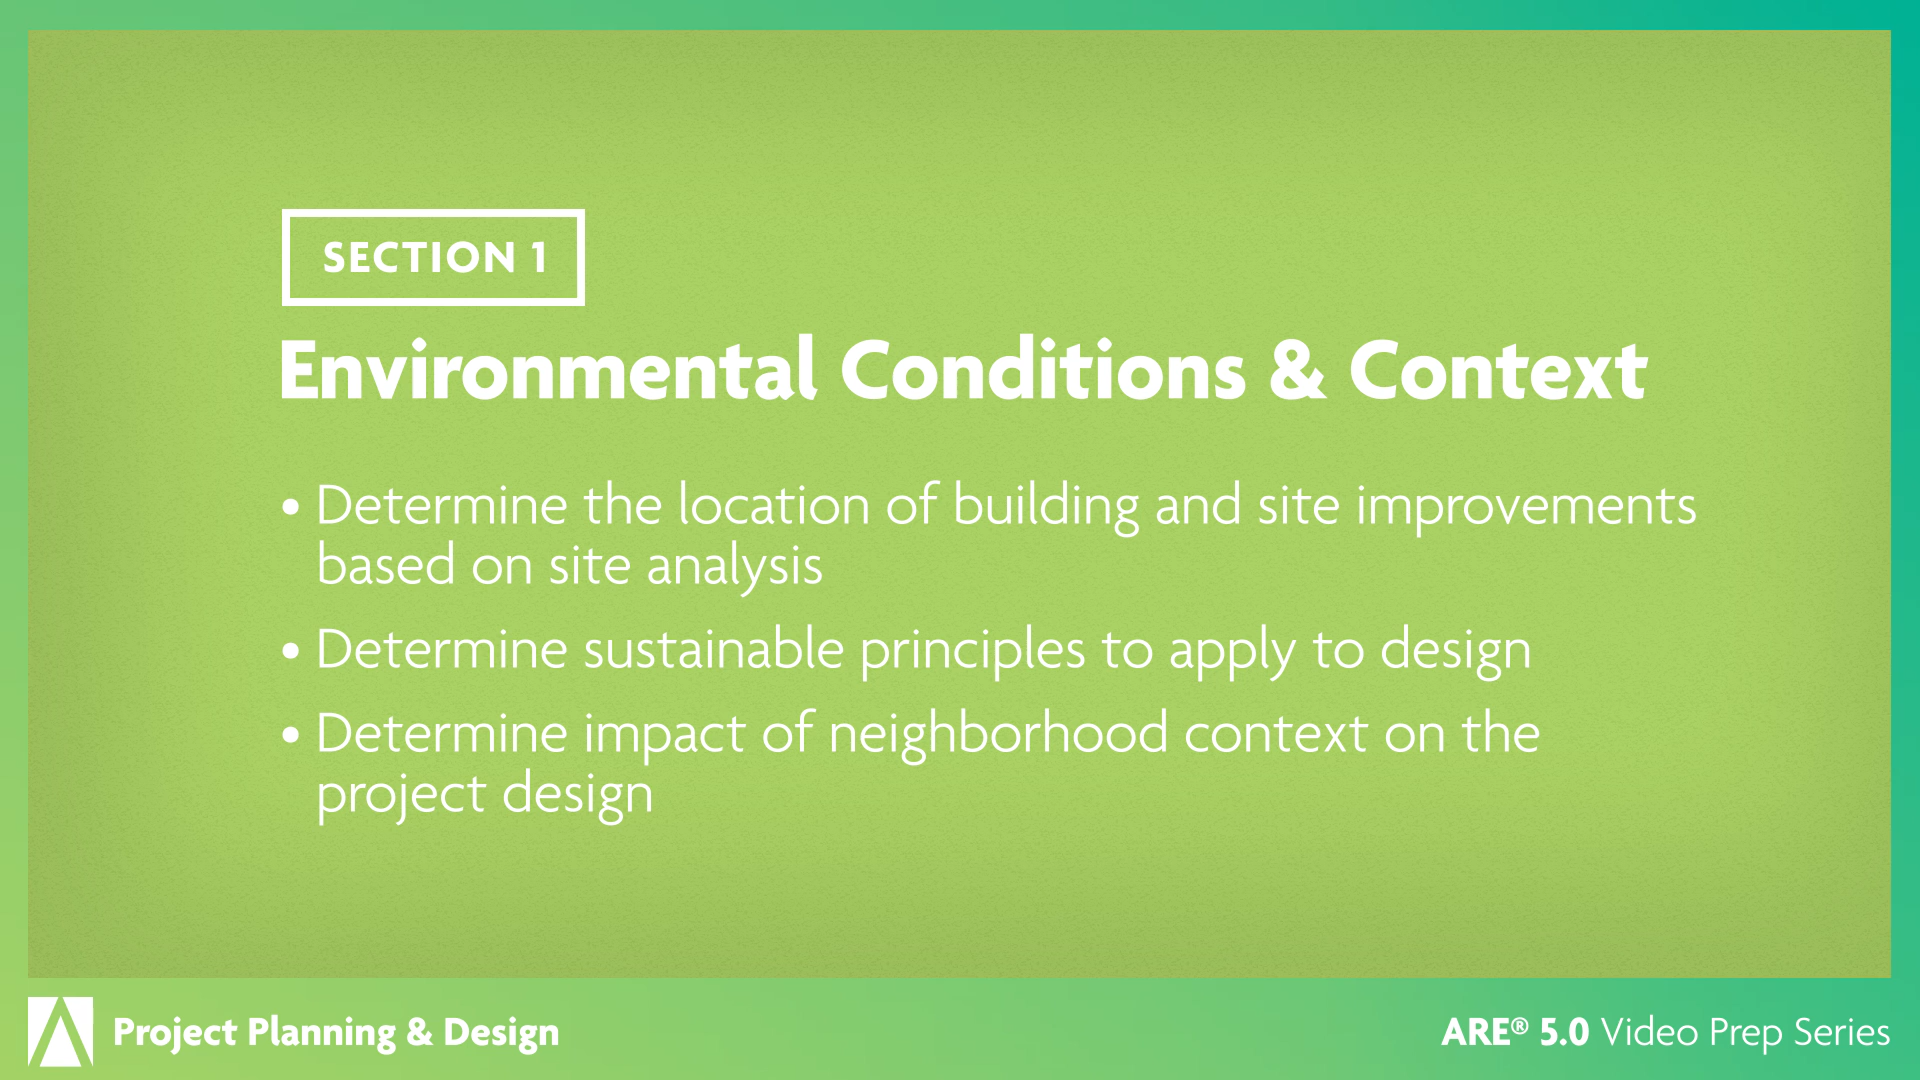 SECTION 1
Environmental Conditions & Context
• Determine the location of building and site improvements
based on site analysis
• Determine sustainable principles to apply to design
• Determine impact of neighborhood context on the
project design
Project Planning & Design
ARE® 5.0 Video Prep Series